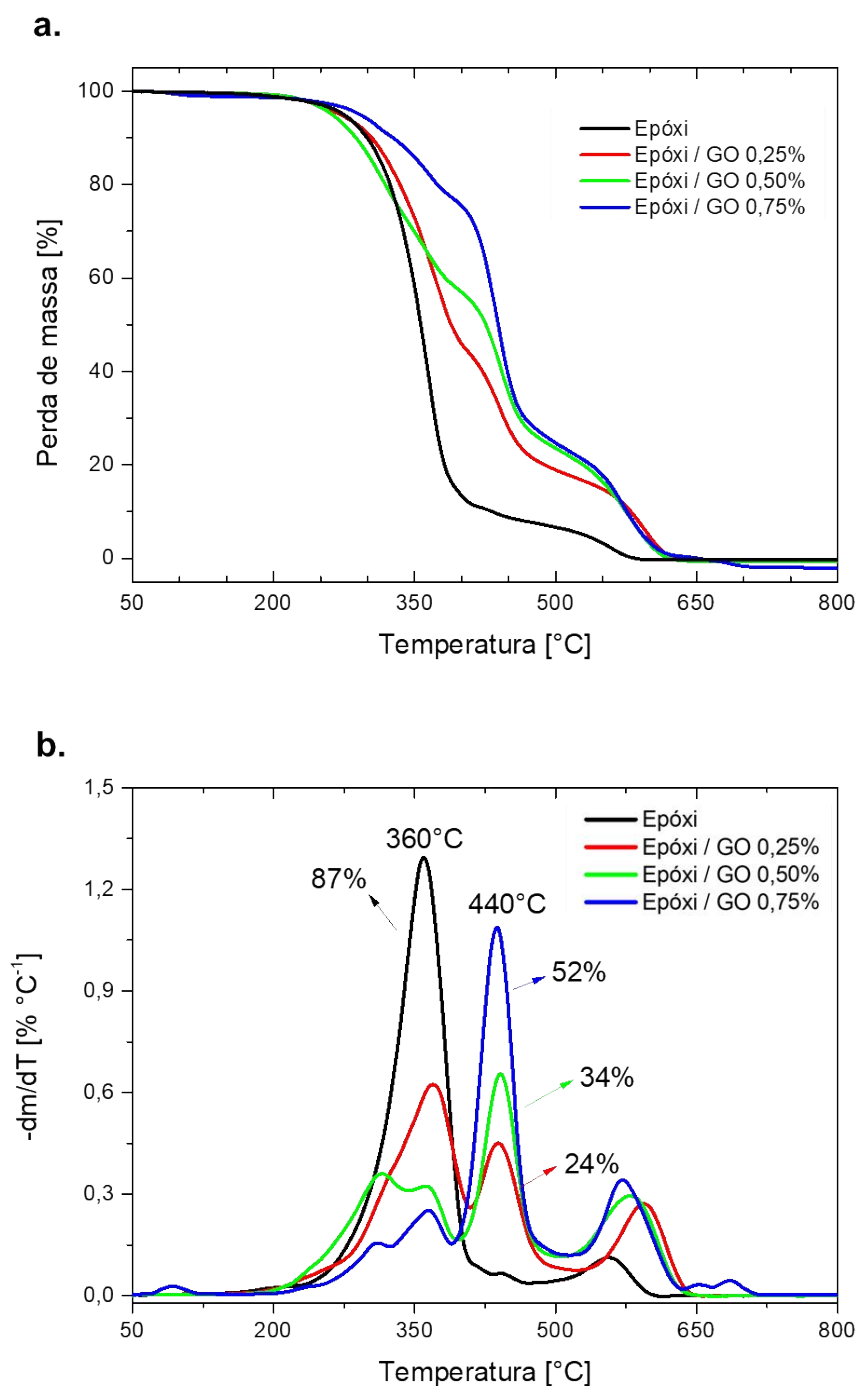 a.
Perda de massa [%]
100
80
60
40
20
0
Epóxi
Epóxi / GO 0,25%
Epóxi / GO 0,50%
Epóxi / GO 0,75%
50
200
350
500
650
800
Temperatura [°C]
b.
-dm/dT [% °C⁻¹]
1,5
1,2
0,9
0,6
0,3
0,0
Epóxi
Epóxi / GO 0,25%
Epóxi / GO 0,50%
Epóxi / GO 0,75%
360°C
87%
440°C
52%
34%
24%
50
200
350
500
650
800
Temperatura [°C]